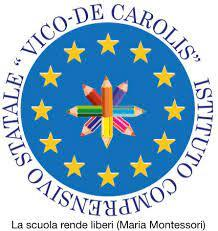 ISTITUTO COMPRENSIVO STATALE " VICO-DE CAROLIS"
La scuola rende liberi (Maria Montessori)